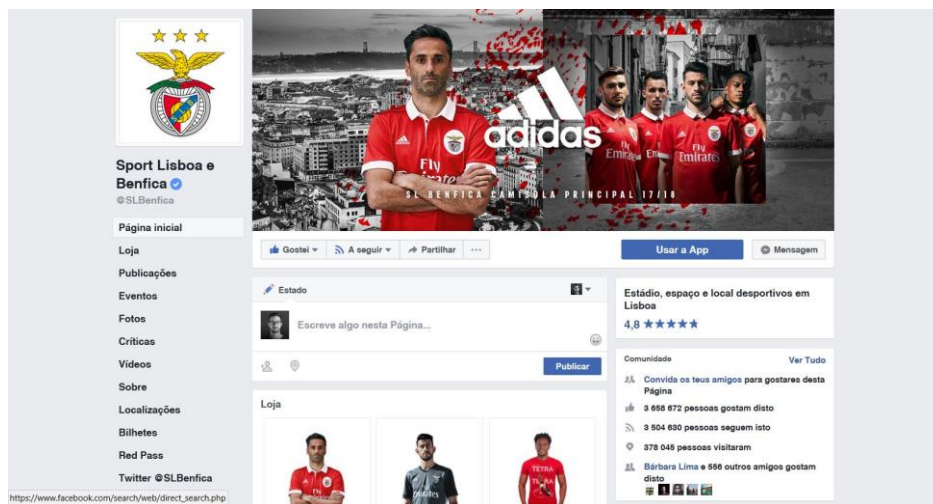 Sport Lisboa e
Benfica
@SLBenfica
Página inicial
Loja
Publicações
Eventos
Fotos
Críticas
Vídeos
Sobre
Localizações
Bilhetes
Red Pass
Twitter @SLBenfica
https://www.facebook.com/search/web/direct_search.php
adidas
Fly
Emirates
Fly
Emirates
SL BENFICA CAMISOLA PRINCIPAL 17/18
Gostei
A seguir
Partilhar
Usar a App
Mensagem
Estado
Escreve algo nesta Página...
Publicar
Loja
TETRA
Estádio, espaço e local desportivos em
Lisboa
4,8
Comunidade
Ver Tudo
Convida os teus amigos para gostares desta
Página
3 658 672 pessoas gostam disto
3 504 630 pessoas seguem isto
378 045 pessoas visitaram
Bárbara Lima e 556 outros amigos gostam
disto